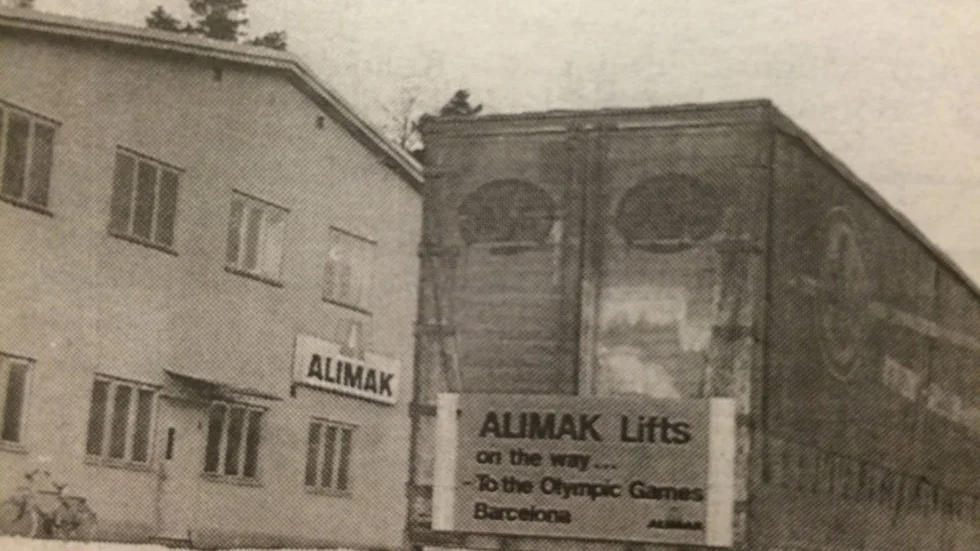 ALIMAK
ALIMAK Lifts
on the way...
- To the Olympic Games
Barcelona
ALIMAK